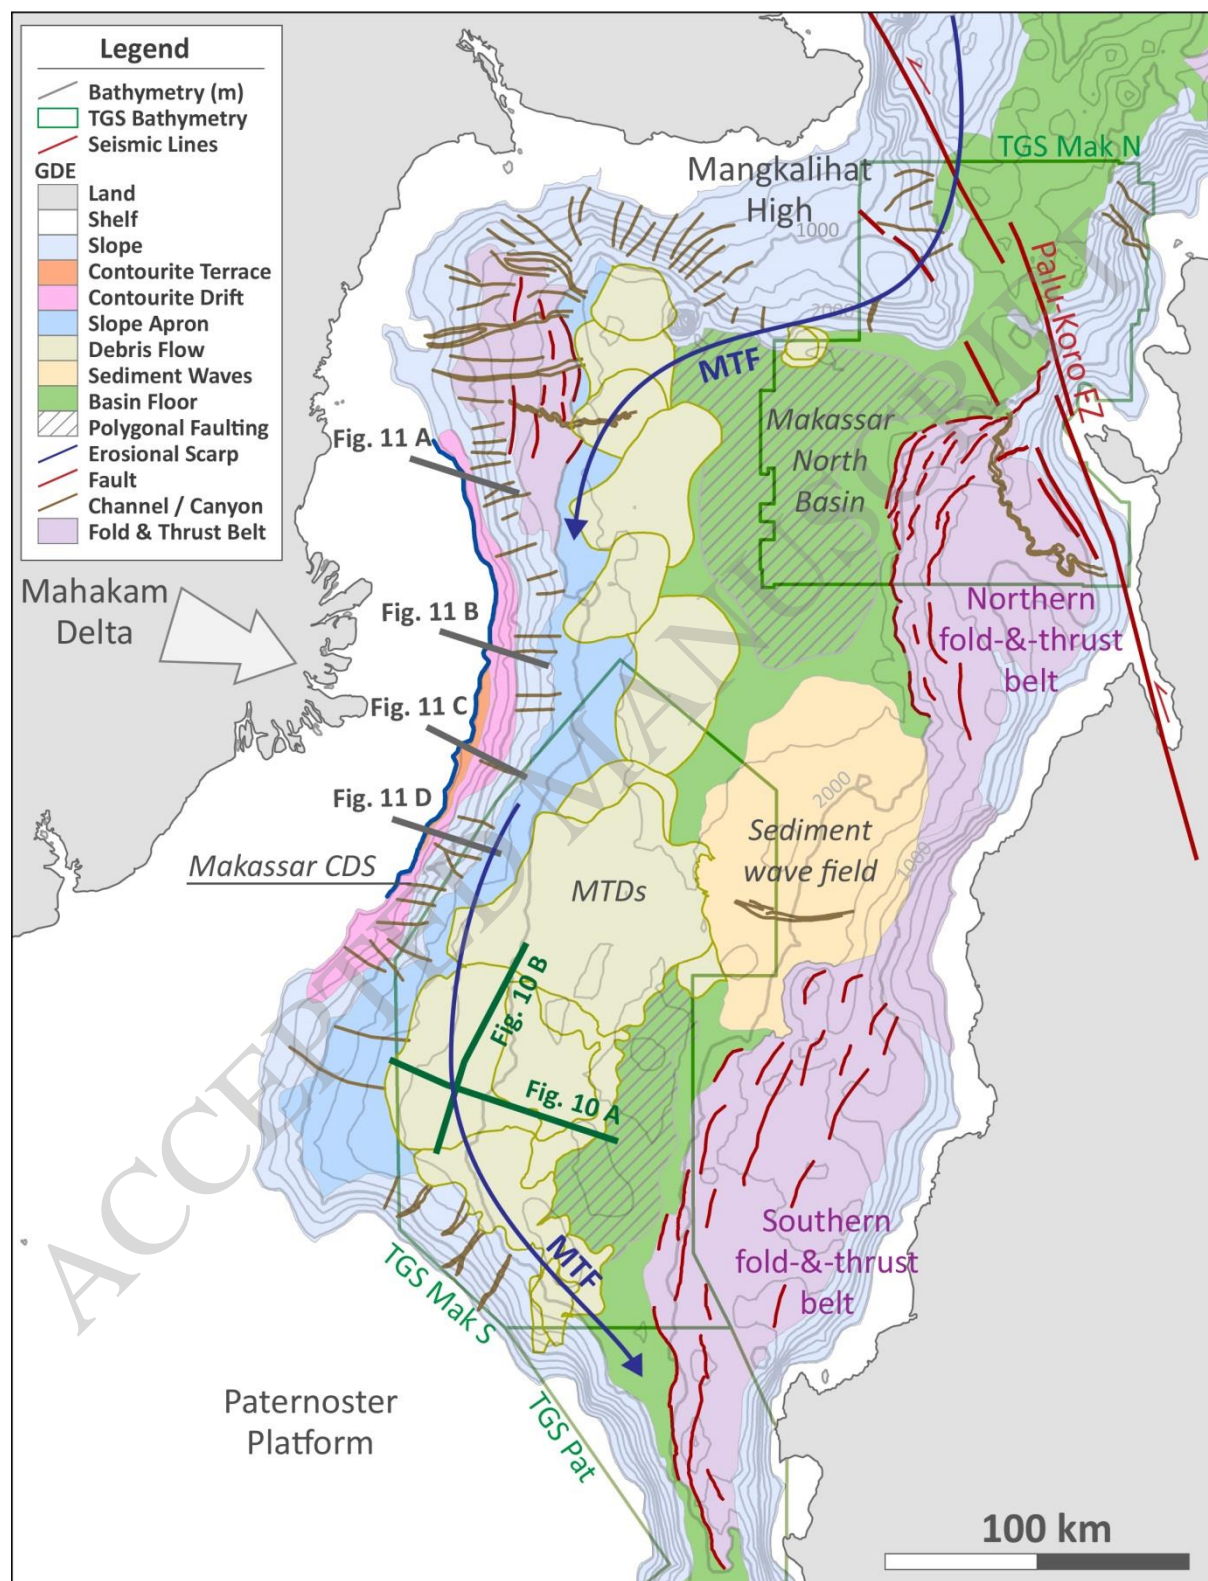 Legend
Bathymetry (m)
TGS Bathymetry
Seismic Lines
GDE
Land
Shelf
Slope
Contourite Terrace
Contourite Drift
Slope Apron
Debris Flow
Sediment Waves
Basin Floor
Polygonal Faulting
Erosional Scarp
Fault
Channel / Canyon
Fold & Thrust Belt
TGS Mak N
Mangkalihat
High
1000
2000
Palu-Koro FZ
MTF
Makassar
North
Basin
Fig. 11 A
Mahakam
Delta
Fig. 11 B
Northern
fold-&-thrust
belt
Fig. 11 C
Fig. 11 D
2000
1000
Sediment
wave field
Makassar CDS
MTDs
Fig. 10 B
Fig. 10 A
Southern
fold-&-thrust
belt
MTF
TGS Mak S
TGS Pat
Paternoster
Platform
100 km
ACCEPTED MANUSCRIPT